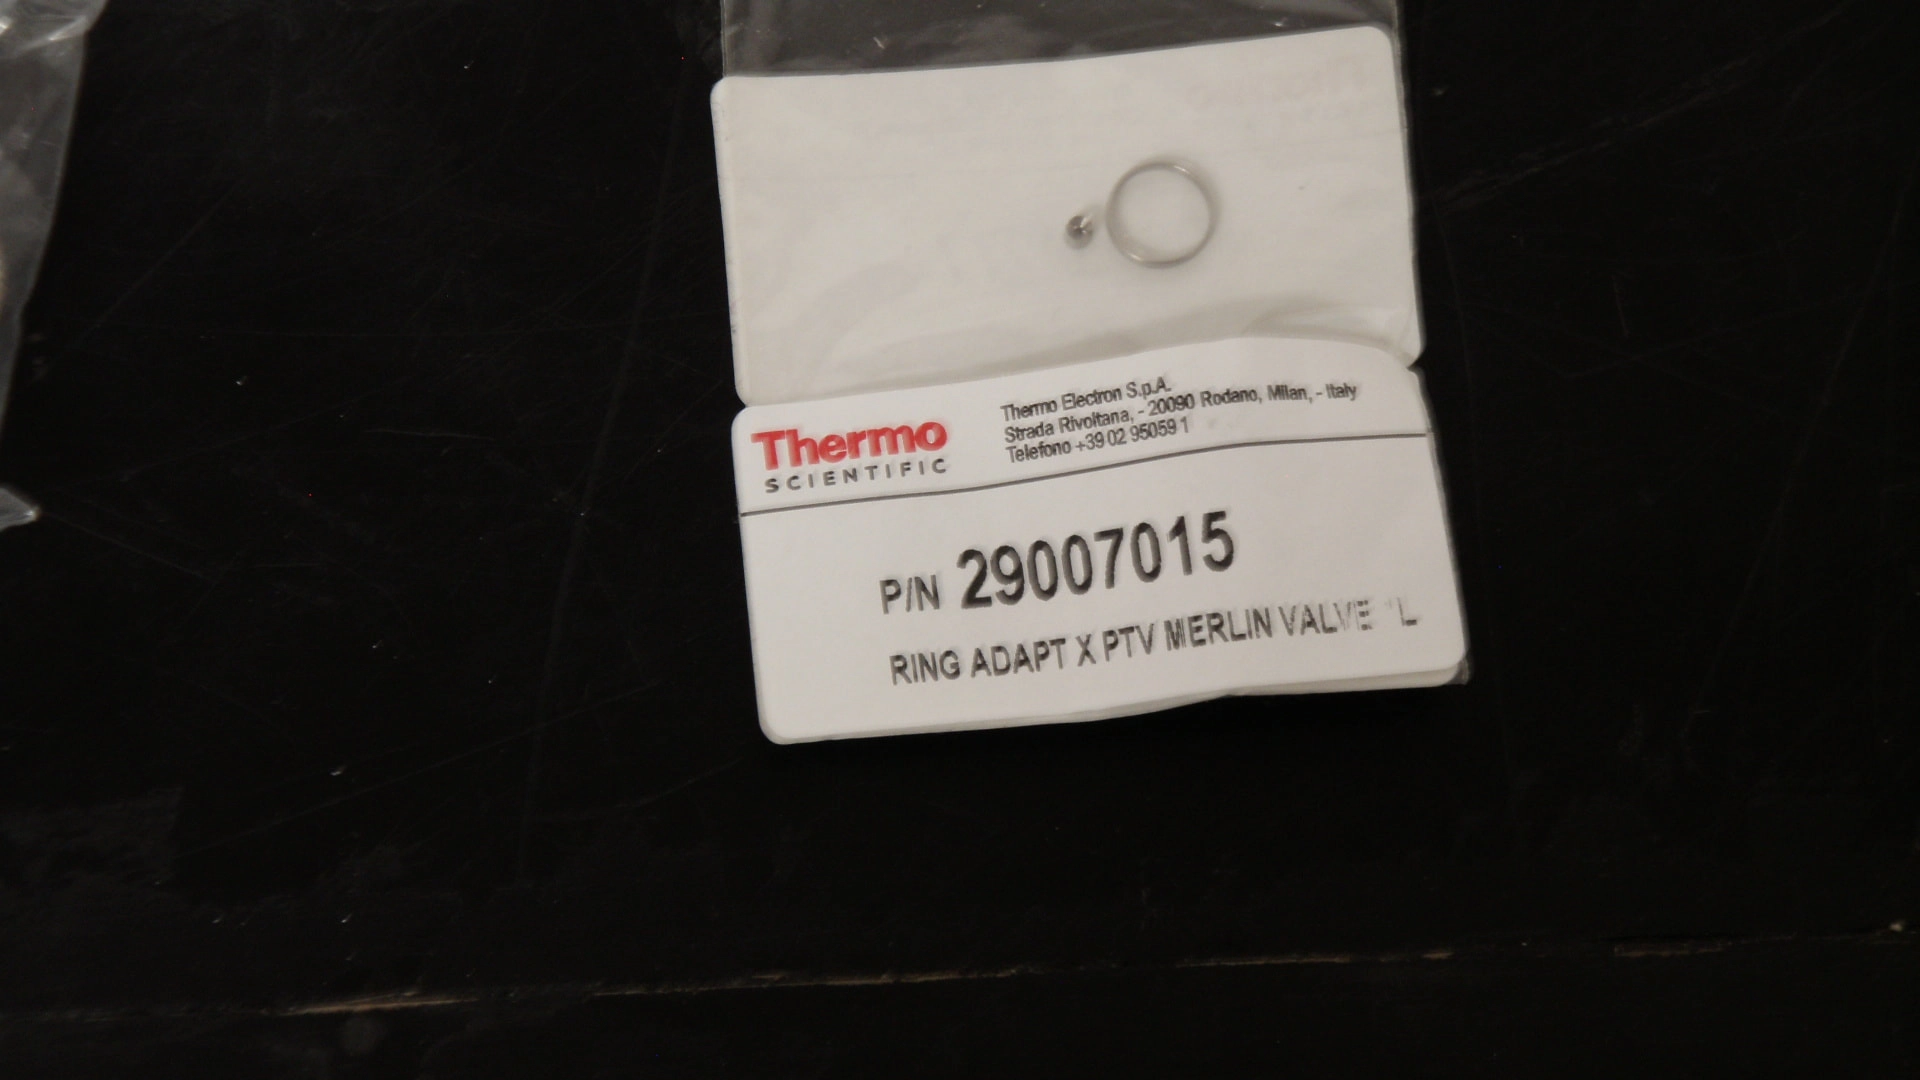 Thermo
SCIENTIFIC
Thermo Electron S.p.A.
Strada Rivoltana, - 20090 Rodano, Milan, - Italy
Telefono +39 02 95059 1
P/N 29007015
RING ADAPT X PTV MERLIN VALVE